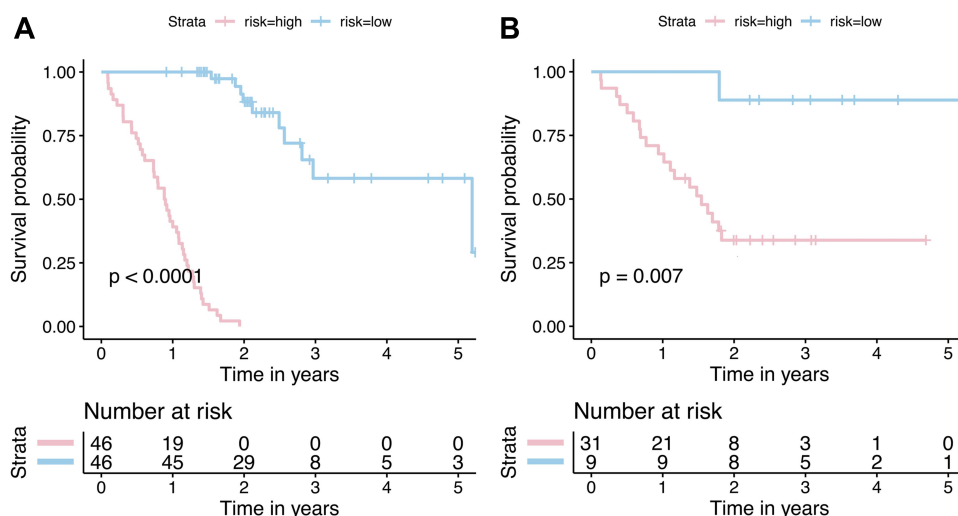 A
Strata risk=high risk=low
1.00
0.75
0.50
0.25
0.00
Survival probability
p < 0.0001
0 1 2 3 4 5
Time in years
Number at risk
Strata
46 19 0 0 0 0
46 45 29 8 5 3
0 1 2 3 4 5
Time in years
B
Strata risk=high risk=low
1.00
0.75
0.50
0.25
0.00
Survival probability
p = 0.007
0 1 2 3 4 5
Time in years
Number at risk
Strata
31 21 8 3 1 0
9 9 8 5 2 1
0 1 2 3 4 5
Time in years